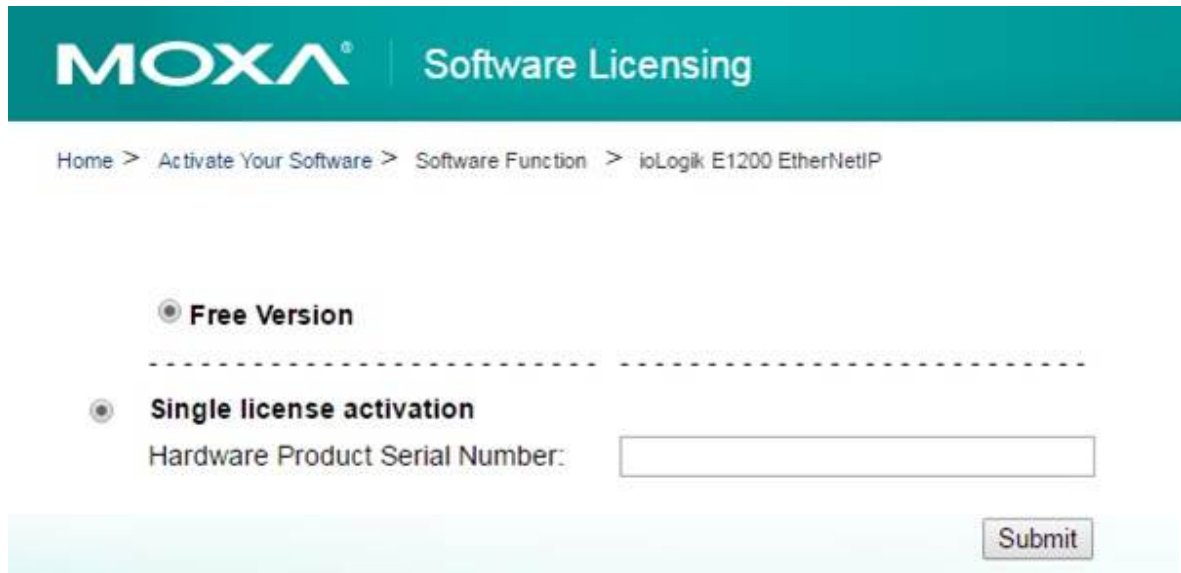 MOXA® Software Licensing
Home > Activate Your Software > Software Function > ioLogik E1200 EtherNetIP
Free Version
Single license activation
Hardware Product Serial Number:
Submit